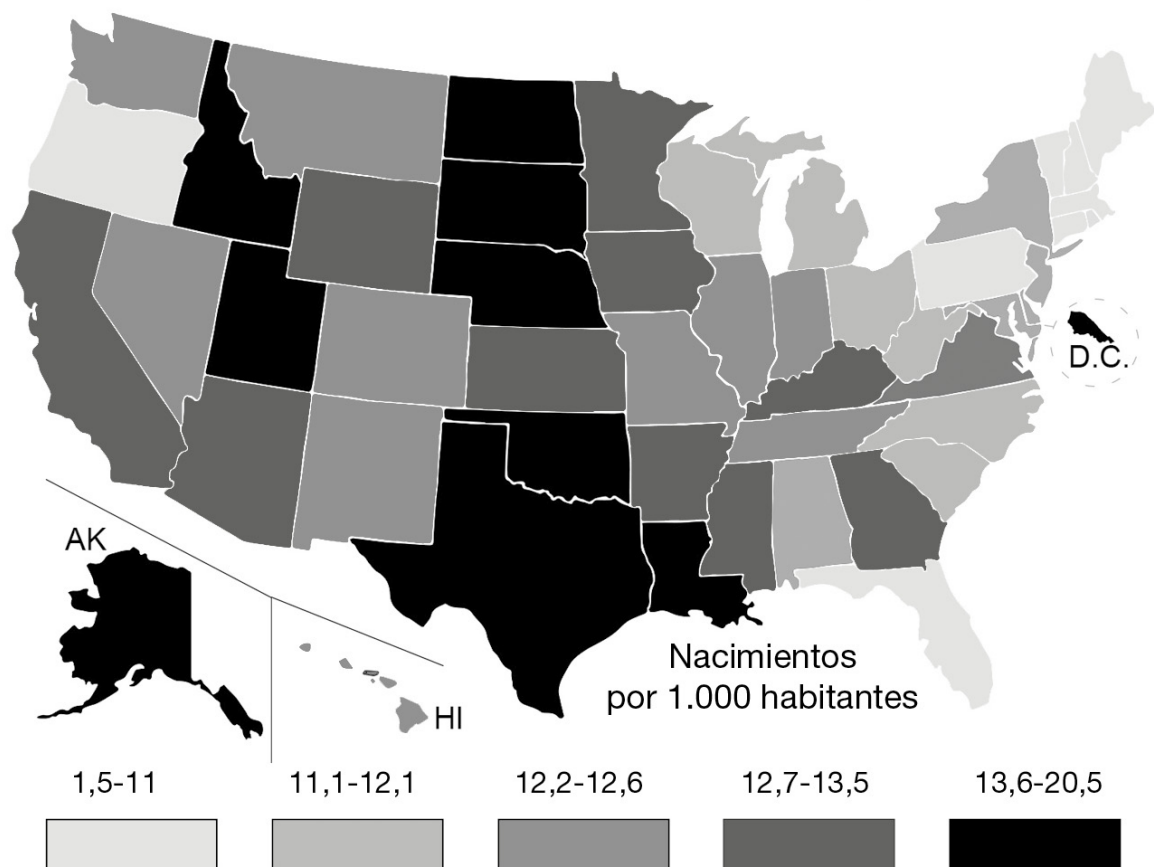 D.C.
AK
HI
Nacimientos
por 1.000 habitantes
1,5-11
11,1-12,1
12,2-12,6
12,7-13,5
13,6-20,5